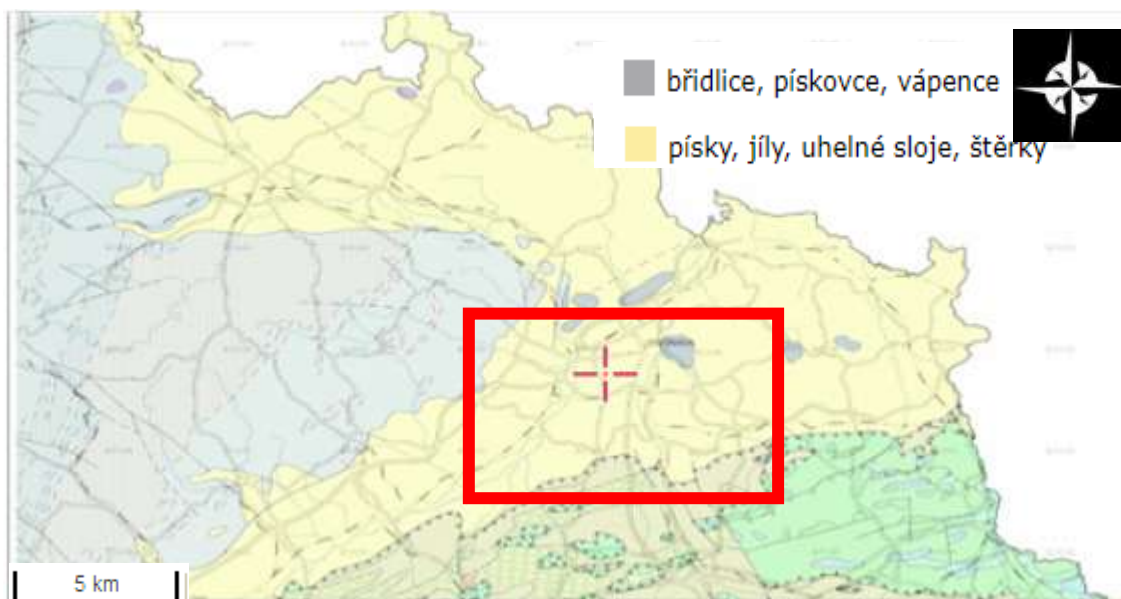 břidlice, pískovce, vápence
písky, jíly, uhelné sloje, štěrky
5 km